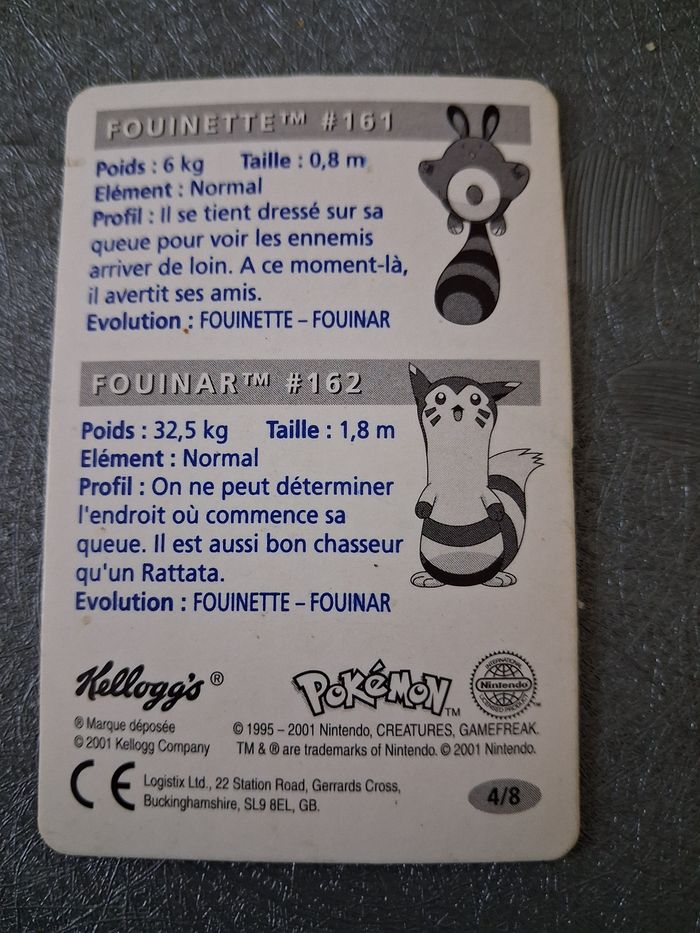 FOUINETTE™ #161
Poids : 6 kg Taille : 0,8 m
Elément : Normal
Profil : Il se tient dressé sur sa
queue pour voir les ennemis
arriver de loin. A ce moment-là,
il avertit ses amis.
Evolution : FOUINETTE – FOUINAR
FOUINAR™ #162
Poids : 32,5 kg Taille : 1,8 m
Elément : Normal
Profil : On ne peut déterminer
l'endroit où commence sa
queue. Il est aussi bon chasseur
qu'un Rattata.
Evolution : FOUINETTE – FOUINAR
Kellogg's ®
® Marque déposée
© 2001 Kellogg Company
POKéMON™
INTERNATIONAL
Nintendo
LICENSED PRODUCT
™
© 1995 – 2001 Nintendo, CREATURES, GAMEFREAK.
TM & ® are trademarks of Nintendo. © 2001 Nintendo.
CE
Logistix Ltd., 22 Station Road, Gerrards Cross,
Buckinghamshire, SL9 8EL, GB.
4/8